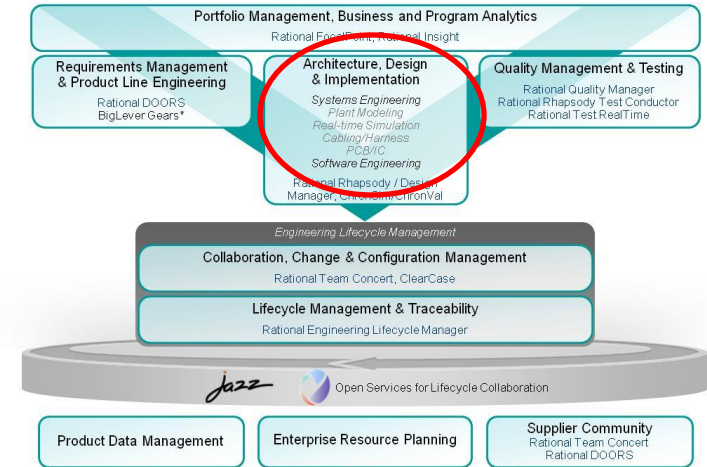 Portfolio Management, Business and Program Analytics
Rational FocalPoint, Rational Insight
Requirements Management
& Product Line Engineering
Rational DOORS
BigLever Gears*
Architecture, Design
& Implementation
Systems Engineering
Plant Modeling
Real-time Simulation
Cabling/Harness
PCB/IC
Software Engineering
Rational Rhapsody / Design
Manager, ChronSim/ChronVal
Quality Management & Testing
Rational Quality Manager
Rational Rhapsody Test Conductor
Rational Test RealTime
Engineering Lifecycle Management
Collaboration, Change & Configuration Management
Rational Team Concert, ClearCase
Lifecycle Management & Traceability
Rational Engineering Lifecycle Manager
jazz
Open Services for Lifecycle Collaboration
Product Data Management
Enterprise Resource Planning
Supplier Community
Rational Team Concert
Rational DOORS